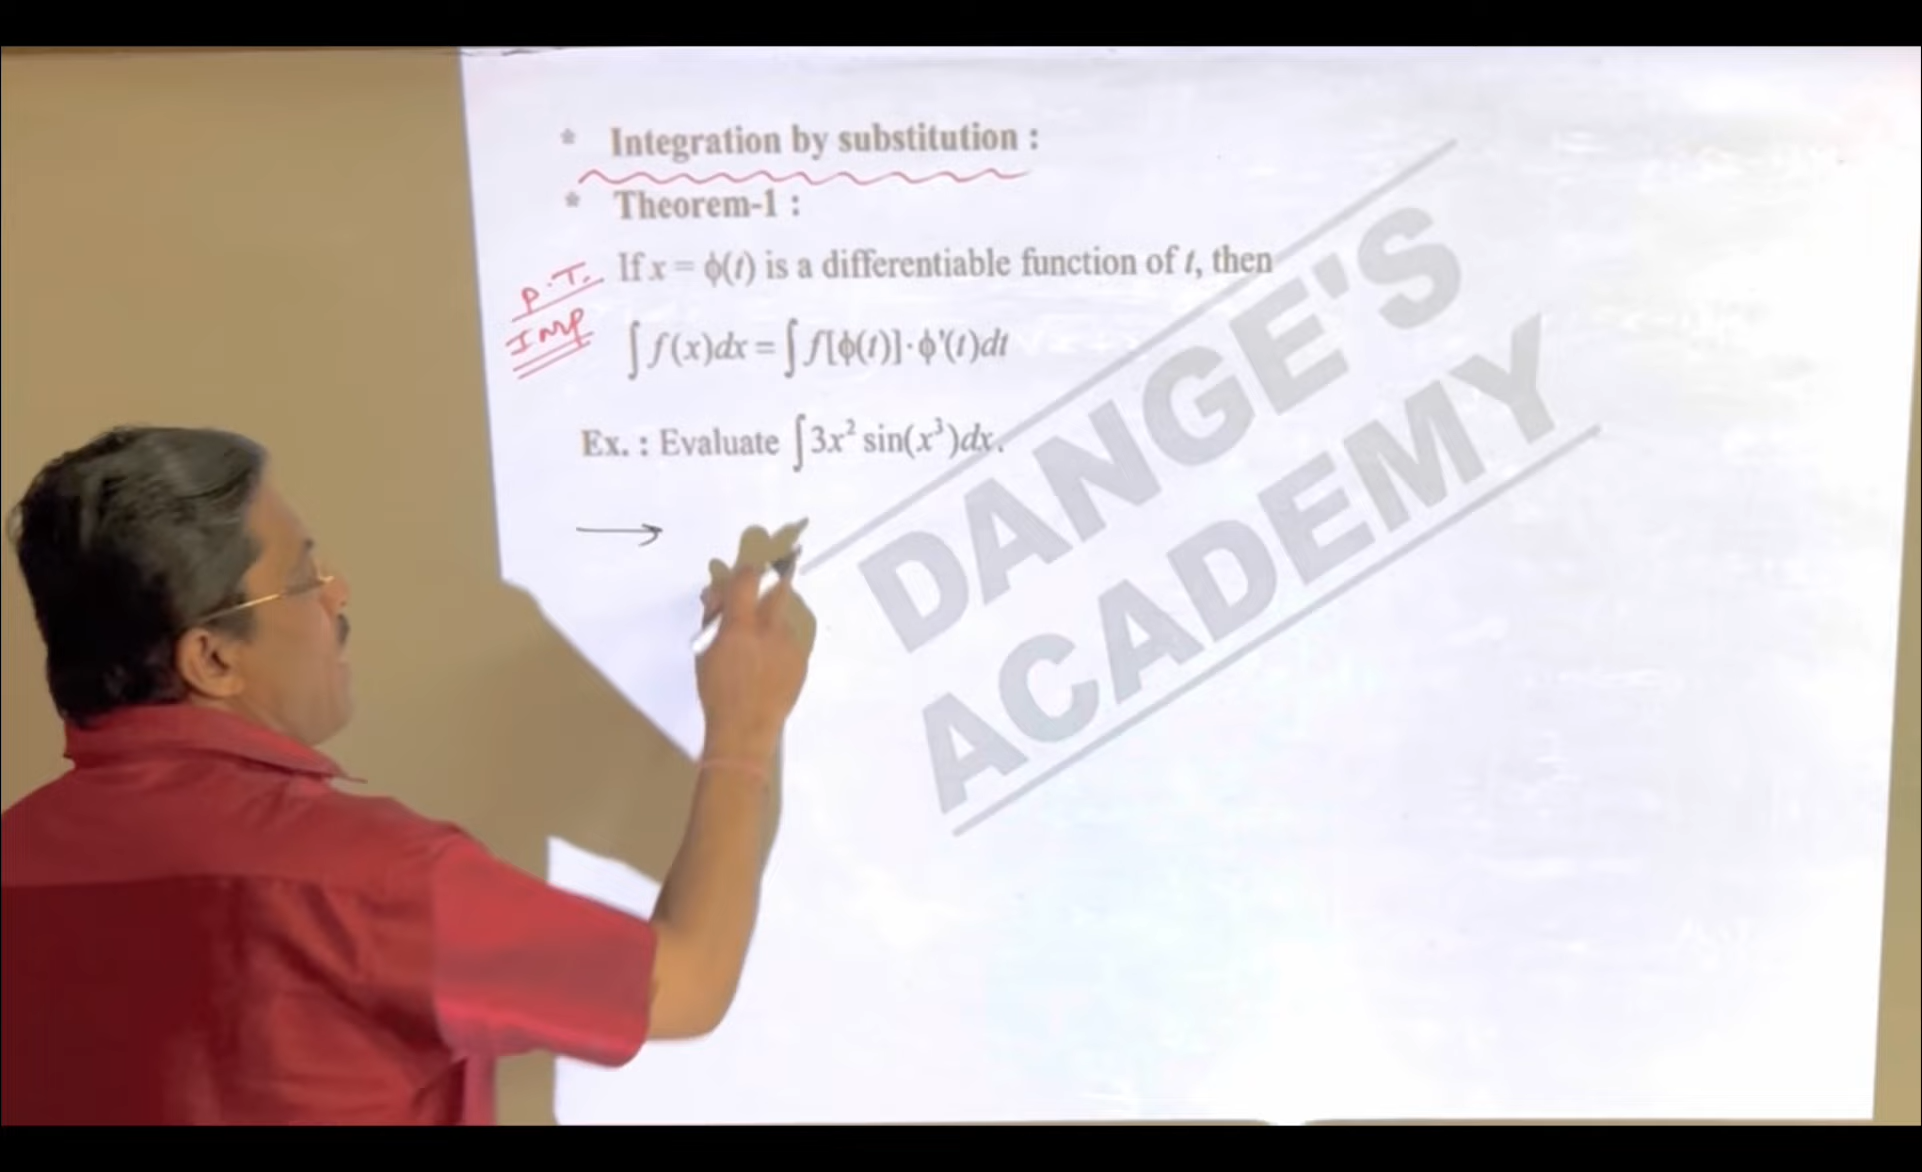 * Integration by substitution :
* Theorem-1 :
P.T. If x = ϕ(t) is a differentiable function of t, then
IMP ∫ f(x)dx = ∫ f[ϕ(t)]·ϕ'(t)dt
Ex. : Evaluate ∫ 3x² sin(x³)dx.
→
DANGE'S
ACADEMY